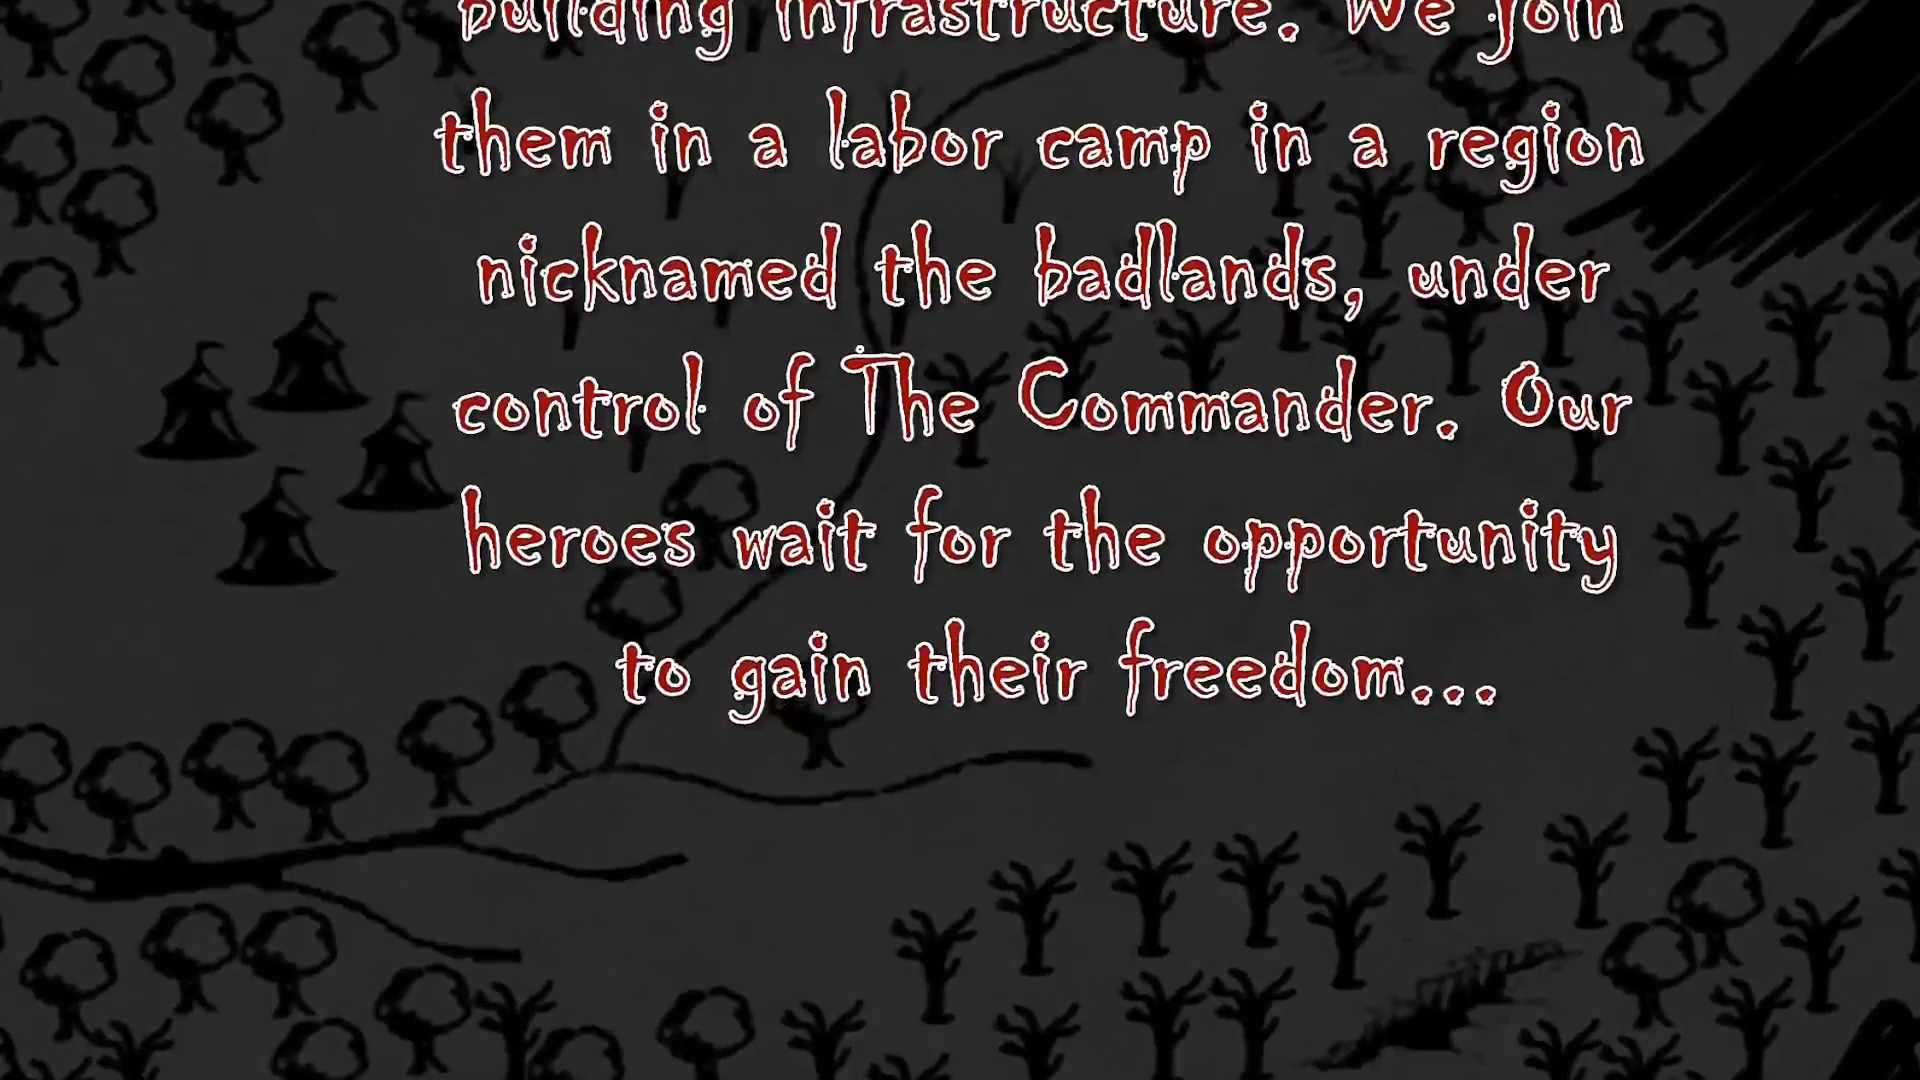 building infrastructure. We join
them in a labor camp in a region
nicknamed the badlands, under
control of The Commander. Our
heroes wait for the opportunity
to gain their freedom...